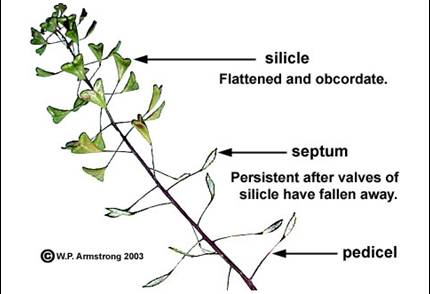 silicle
Flattened and obcordate.
septum
Persistent after valves of
silicle have fallen away.
pedicel
© W.P. Armstrong 2003